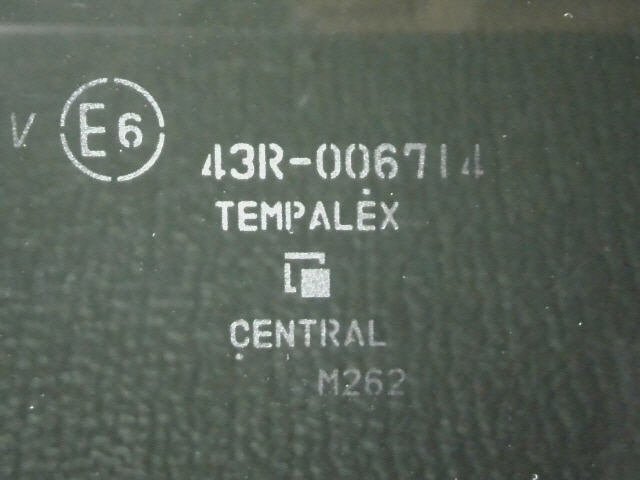 V E6 43R-006714
TEMPALEX
CENTRAL
M262